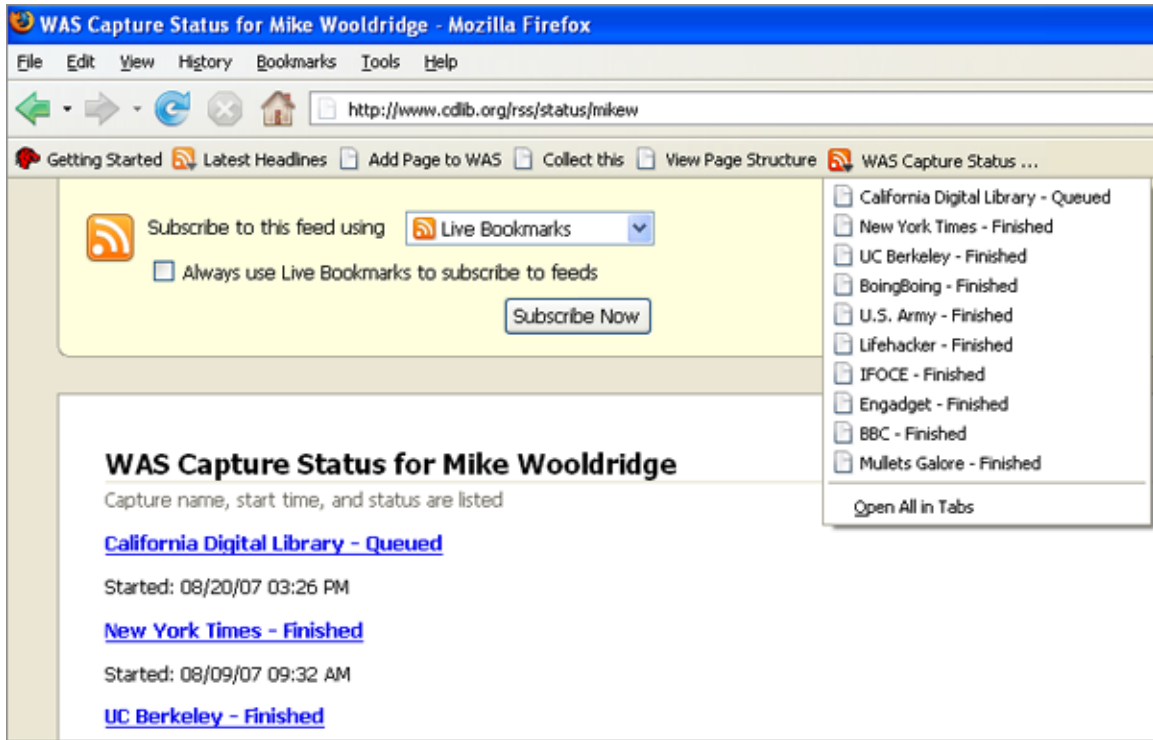 WAS Capture Status for Mike Wooldridge - Mozilla Firefox
File Edit View History Bookmarks Tools Help
http://www.cdlib.org/rss/status/mikew
Getting Started Latest Headlines Add Page to WAS Collect this View Page Structure WAS Capture Status ...
California Digital Library - Queued
New York Times - Finished
UC Berkeley - Finished
BoingBoing - Finished
U.S. Army - Finished
Lifehacker - Finished
IFOCE - Finished
Engadget - Finished
BBC - Finished
Mullets Galore - Finished
Open All in Tabs
Subscribe to this feed using Live Bookmarks
Always use Live Bookmarks to subscribe to feeds
Subscribe Now
WAS Capture Status for Mike Wooldridge
Capture name, start time, and status are listed
California Digital Library - Queued
Started: 08/20/07 03:26 PM
New York Times - Finished
Started: 08/09/07 09:32 AM
UC Berkeley - Finished